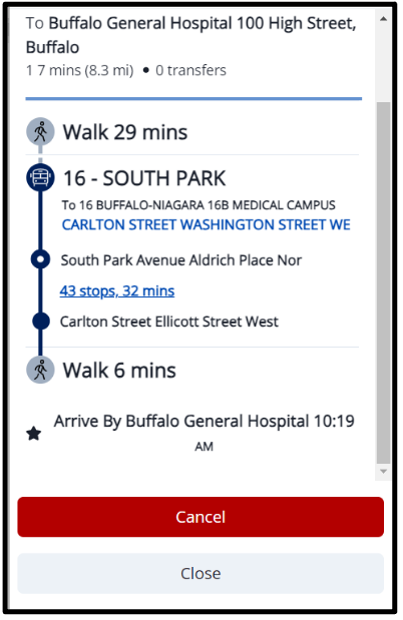 To Buffalo General Hospital 100 High Street,
Buffalo
1 7 mins (8.3 mi) • 0 transfers
Walk 29 mins
16 - SOUTH PARK
To 16 BUFFALO-NIAGARA 16B MEDICAL CAMPUS
CARLTON STREET WASHINGTON STREET WE
South Park Avenue Aldrich Place Nor
43 stops, 32 mins
Carlton Street Ellicott Street West
Walk 6 mins
Arrive By Buffalo General Hospital 10:19
AM
Cancel
Close